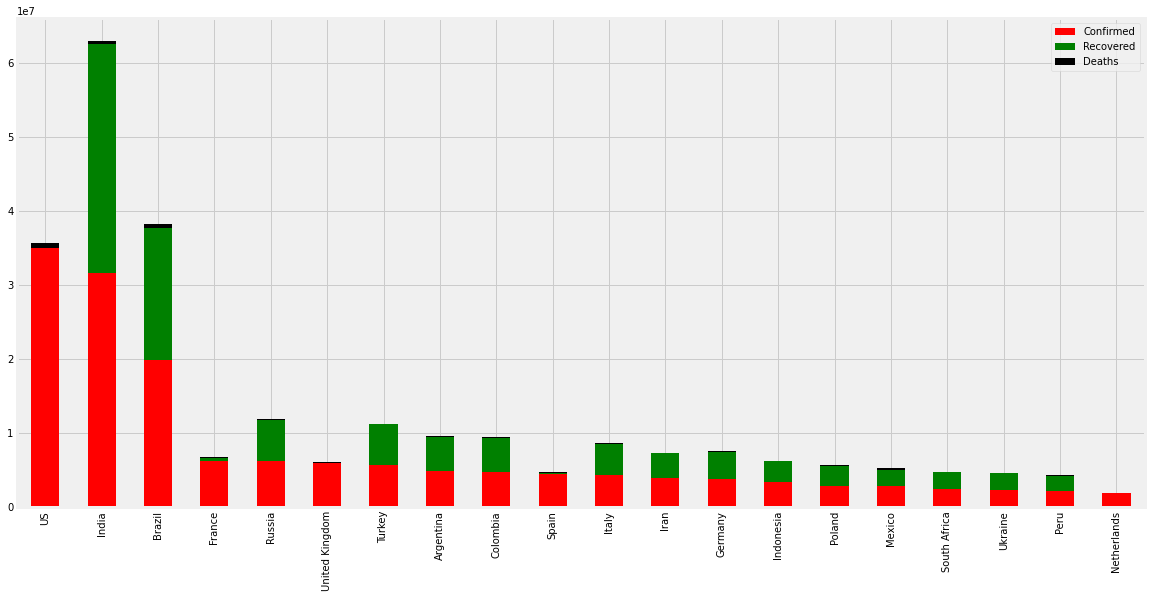 1e7
6
5
4
3
2
1
0
Confirmed
Recovered
Deaths
US
India
Brazil
France
Russia
United Kingdom
Turkey
Argentina
Colombia
Spain
Italy
Iran
Germany
Indonesia
Poland
Mexico
South Africa
Ukraine
Peru
Netherlands